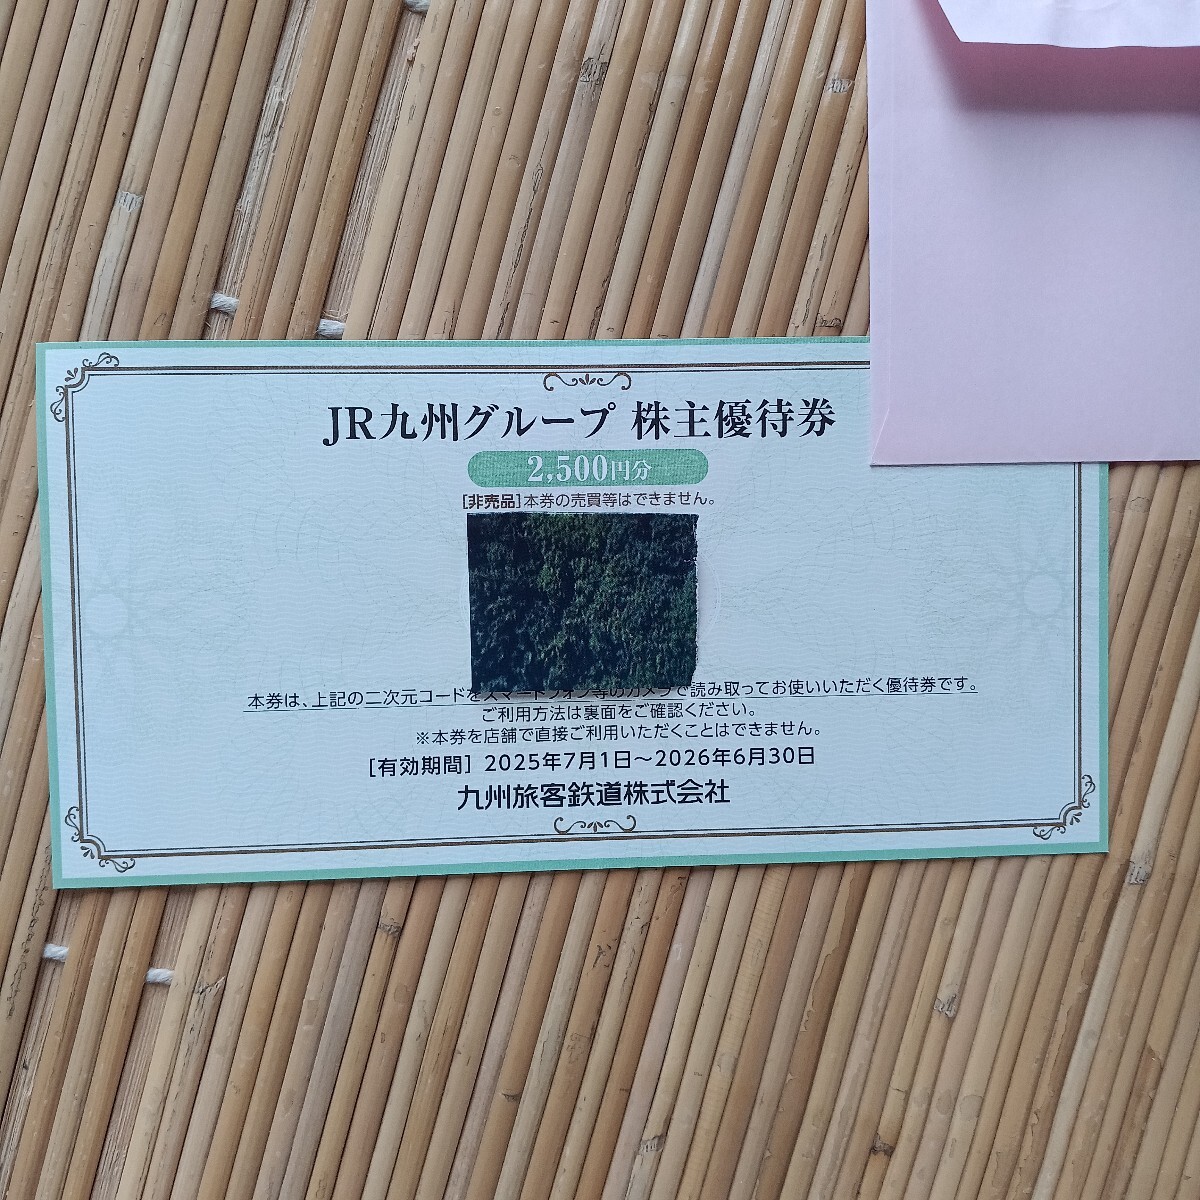 JR九州グループ 株主優待券
2,500円分
[非売品]本券の売買等はできません。
本券は、上記の二次元コードをスマートフォン等のカメラで読み取ってお使いいただく優待券です。
ご利用方法は裏面をご確認ください。
※本券を店舗で直接ご利用いただくことはできません。
[有効期間] 2025年7月1日～2026年6月30日
九州旅客鉄道株式会社